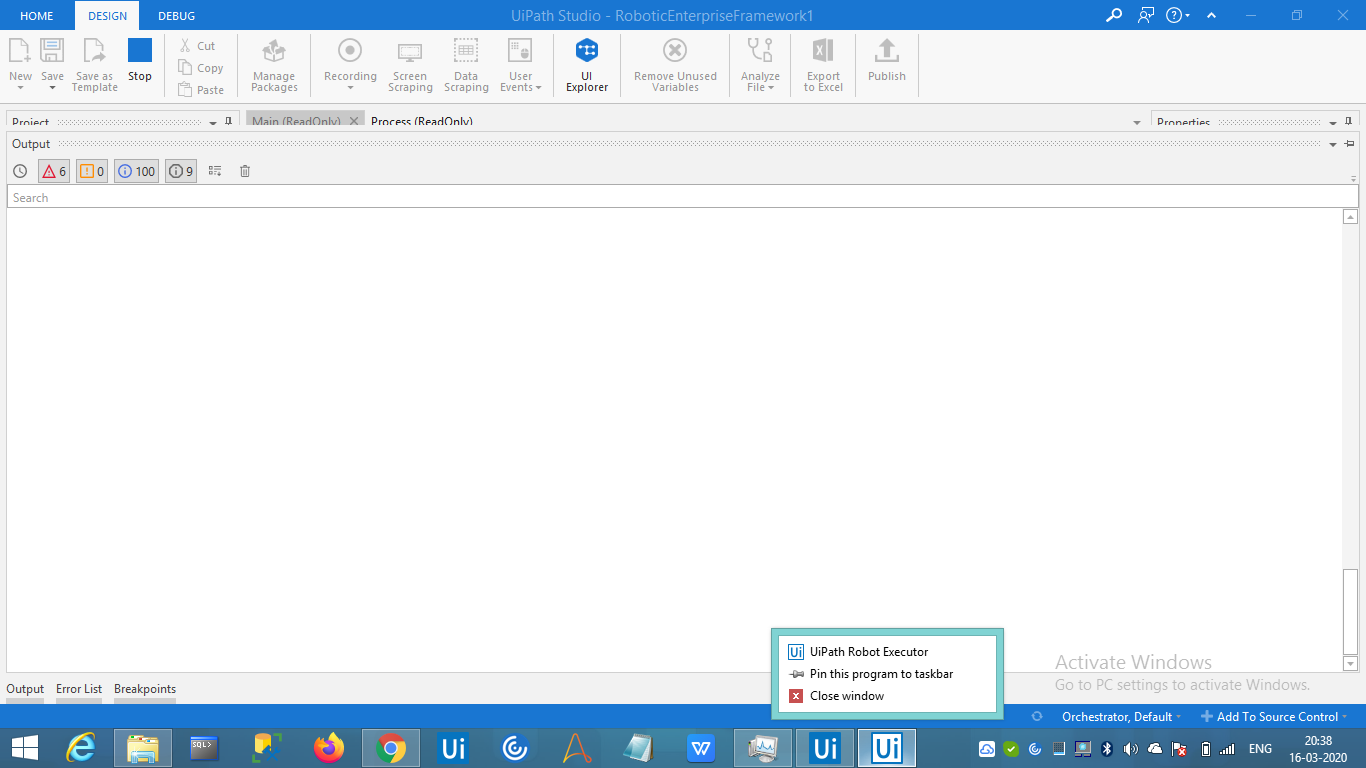 HOME DESIGN DEBUG UiPath Studio - RoboticEnterpriseFramework1
New Save Save as Template Stop
Cut
Copy
Paste
Manage Packages
Recording Screen Scraping Data Scraping User Events
UI Explorer
Remove Unused Variables
Analyze File
Export to Excel
Publish
Project Main (ReadOnly) Process (ReadOnly) Properties
Output
6 0 100 9
Search
UiPath Robot Executor
Pin this program to taskbar
Close window
Activate Windows
Go to PC settings to activate Windows.
Output Error List Breakpoints
Orchestrator, Default Add To Source Control
SQL> Ui W Ui Ui ENG 20:38
16-03-2020